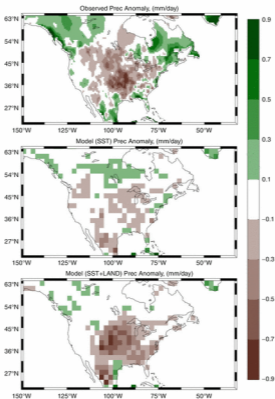 Observed Prec Anomaly, (mm/day)
63°N
54°N
45°N
36°N
27°N
150°W 125°W 100°W 75°W 50°W
Model (SST) Prec Anomaly, (mm/day)
63°N
54°N
45°N
36°N
27°N
150°W 125°W 100°W 75°W 50°W
Model (SST+LAND) Prec Anomaly, (mm/day)
63°N
54°N
45°N
36°N
27°N
150°W 125°W 100°W 75°W 50°W
0.9
0.7
0.5
0.3
0.1
-0.1
-0.3
-0.5
-0.7
-0.9